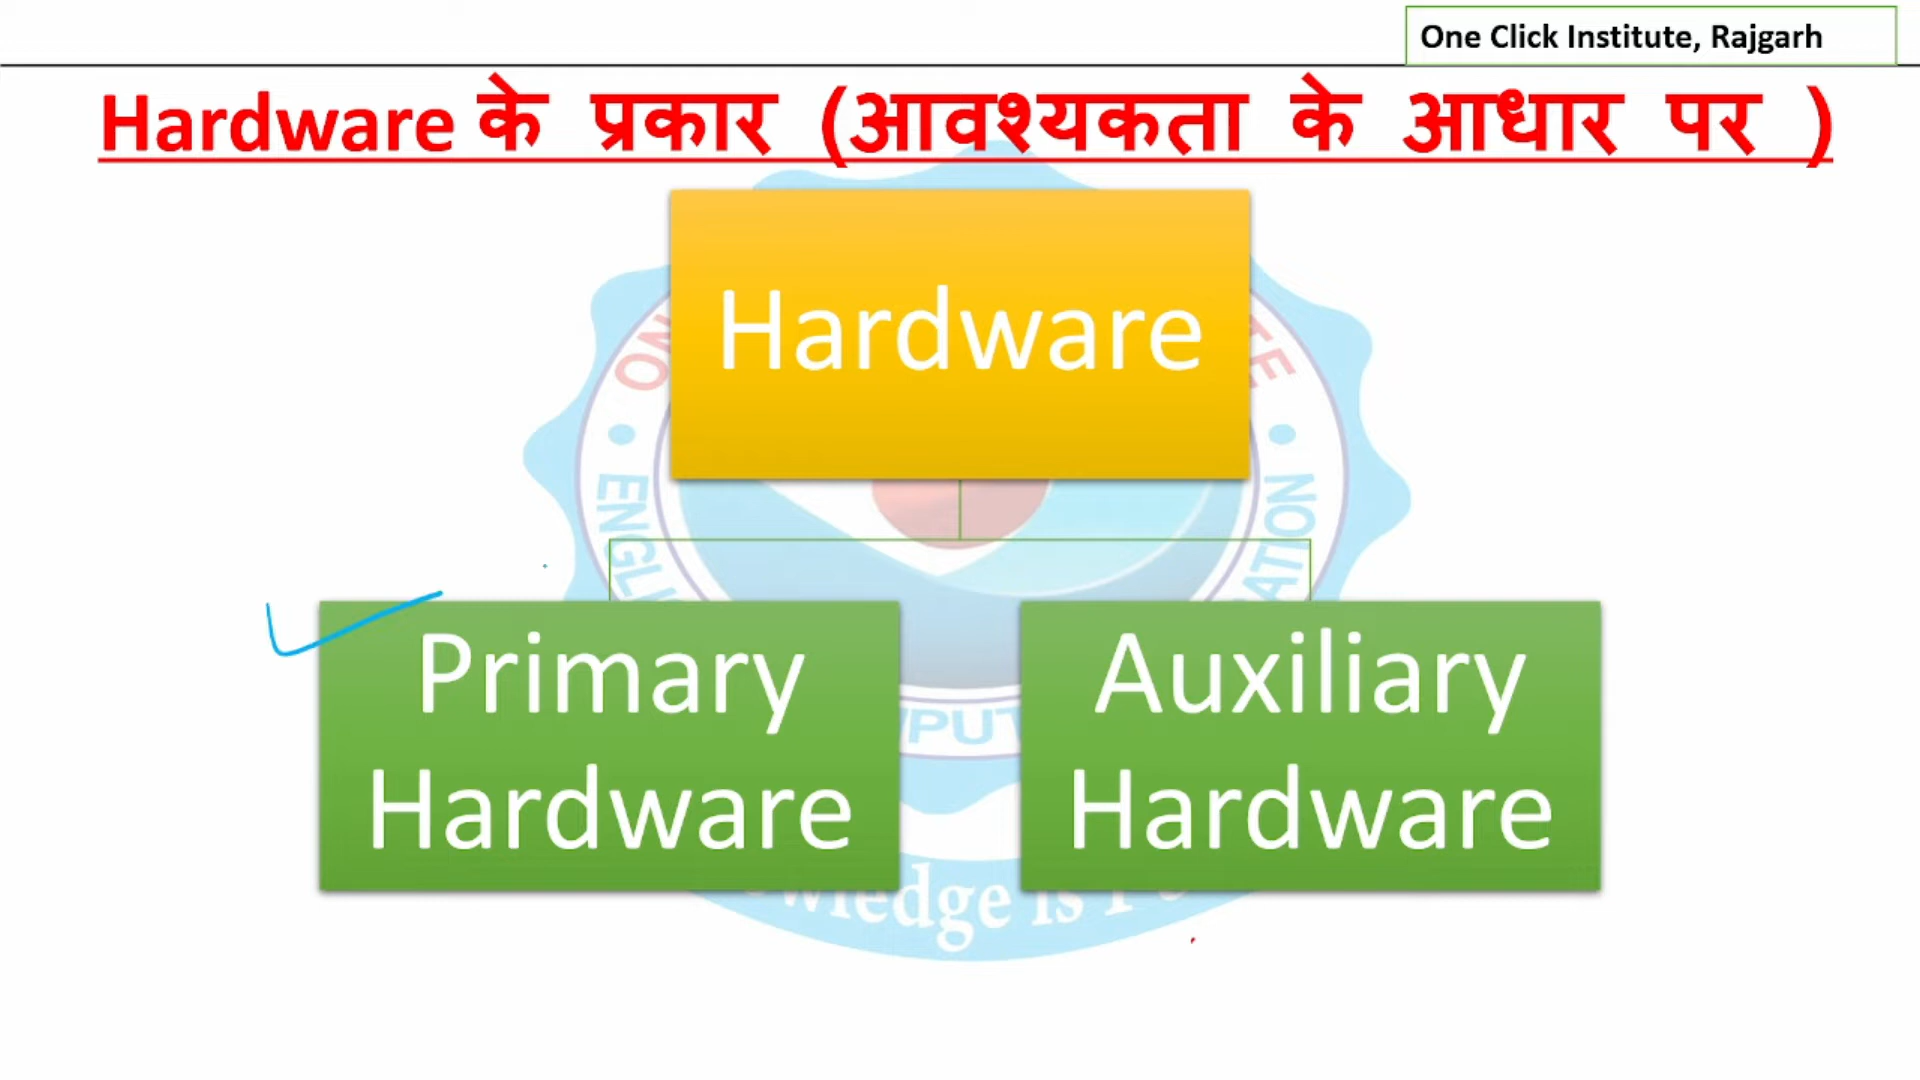 One Click Institute, Rajgarh
Hardware के प्रकार (आवश्यकता के आधार पर )
Hardware
Primary
Hardware
Auxiliary
Hardware